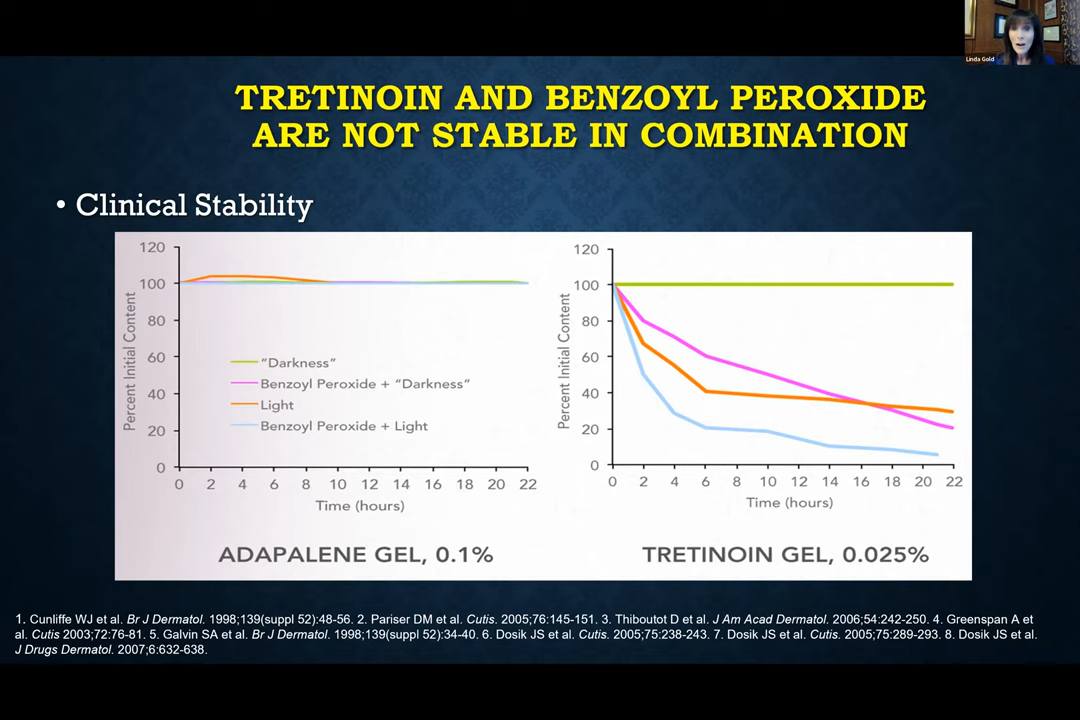 Linda Gold
TRETINOIN AND BENZOYL PEROXIDE
ARE NOT STABLE IN COMBINATION
• Clinical Stability
120
100
80
60
40
20
0
Percent Initial Content
"Darkness"
Benzoyl Peroxide + "Darkness"
Light
Benzoyl Peroxide + Light
0 2 4 6 8 10 12 14 16 18 20 22
Time (hours)
ADAPALENE GEL, 0.1%
120
100
80
60
40
20
0
Percent Initial Content
0 2 4 6 8 10 12 14 16 18 20 22
Time (hours)
TRETINOIN GEL, 0.025%
1. Cunliffe WJ et al. Br J Dermatol. 1998;139(suppl 52):48-56. 2. Pariser DM et al. Cutis. 2005;76:145-151. 3. Thiboutot D et al. J Am Acad Dermatol. 2006;54:242-250. 4. Greenspan A et
al. Cutis 2003;72:76-81. 5. Galvin SA et al. Br J Dermatol. 1998;139(suppl 52):34-40. 6. Dosik JS et al. Cutis. 2005;75:238-243. 7. Dosik JS et al. Cutis. 2005;75:289-293. 8. Dosik JS et al.
J Drugs Dermatol. 2007;6:632-638.